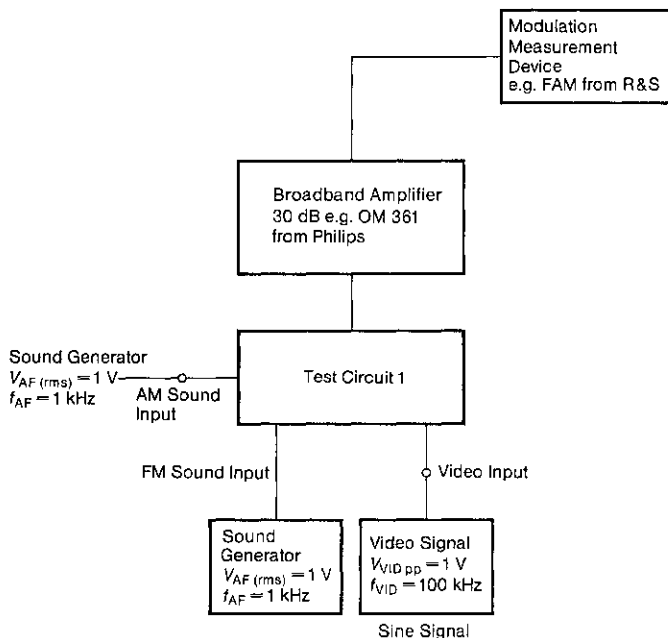 Modulation
Measurement
Device
e.g. FAM from R&S
Broadband Amplifier
30 dB e.g. OM 361
from Philips
Test Circuit 1
Sound Generator
V_AF (rms) = 1 V
f_AF = 1 kHz
AM Sound
Input
FM Sound Input
Video Input
Sound
Generator
V_AF (rms) = 1 V
f_AF = 1 kHz
Video Signal
V_VID pp = 1 V
f_VID = 100 kHz
Sine Signal